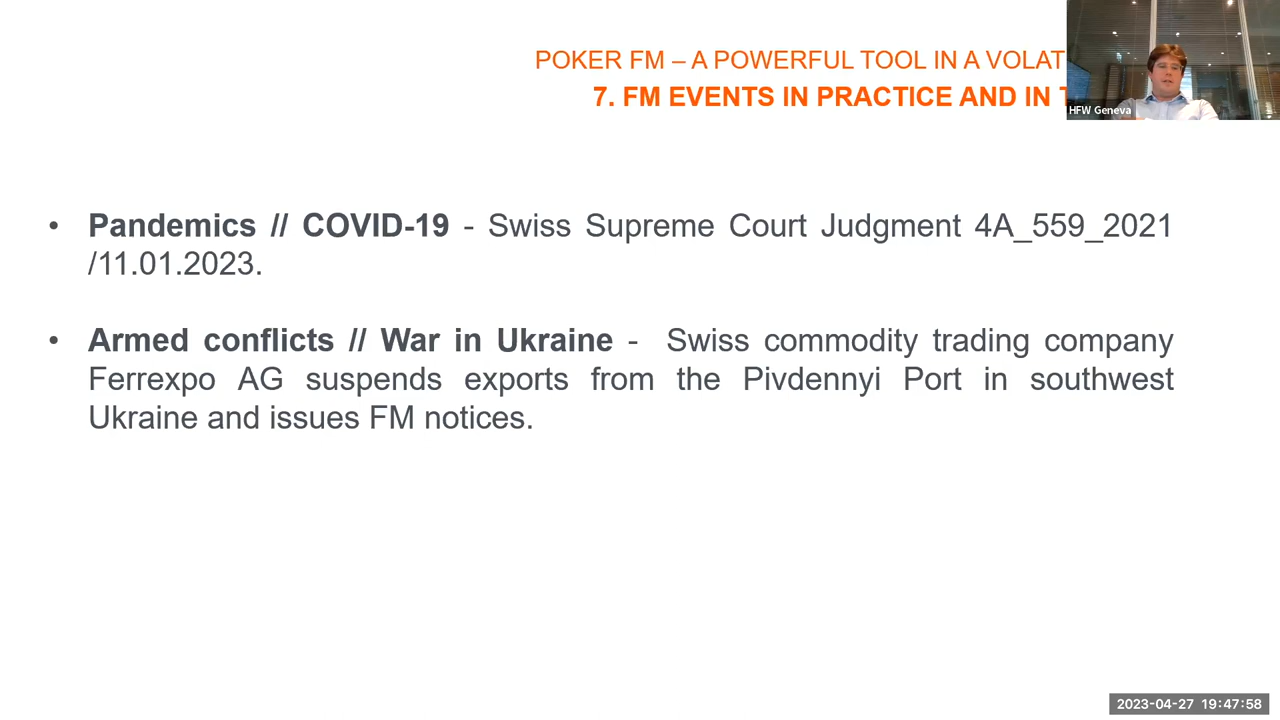 POKER FM – A POWERFUL TOOL IN A VOLAT
7. FM EVENTS IN PRACTICE AND IN T
HFW Geneva
• Pandemics // COVID-19 - Swiss Supreme Court Judgment 4A_559_2021
/11.01.2023.
• Armed conflicts // War in Ukraine - Swiss commodity trading company
Ferrexpo AG suspends exports from the Pivdennyi Port in southwest
Ukraine and issues FM notices.
2023-04-27 19:47:58